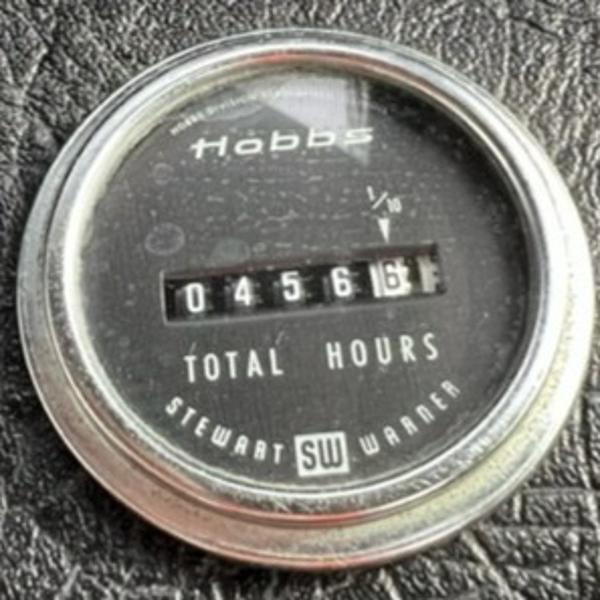 Hobbs
1/10
04566
TOTAL HOURS
STEWART SW WARNER